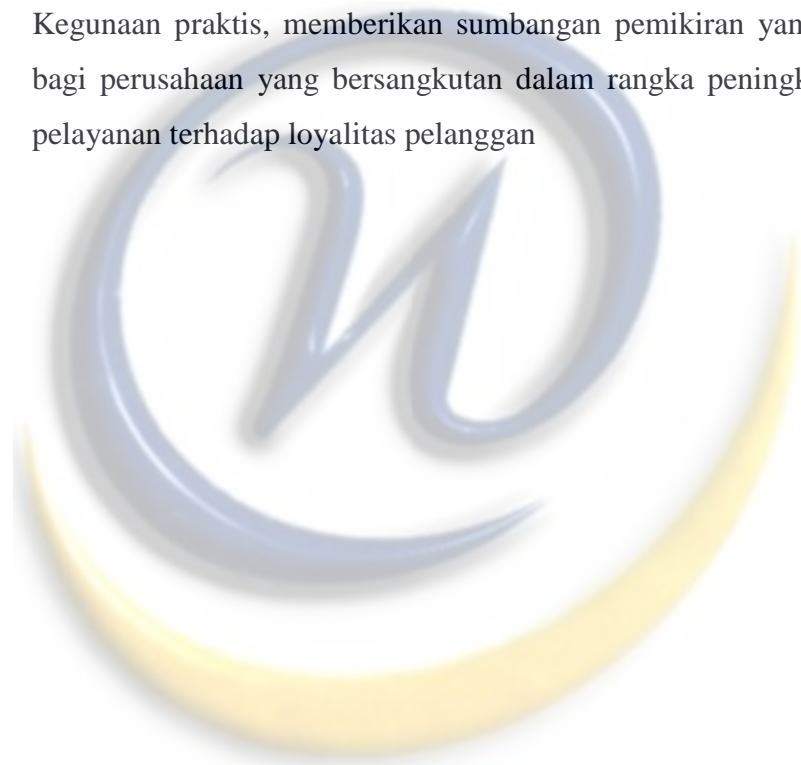 Kegunaan praktis, memberikan sumbangan pemikiran yan
bagi perusahaan yang bersangkutan dalam rangka peningk
pelayanan terhadap loyalitas pelanggan